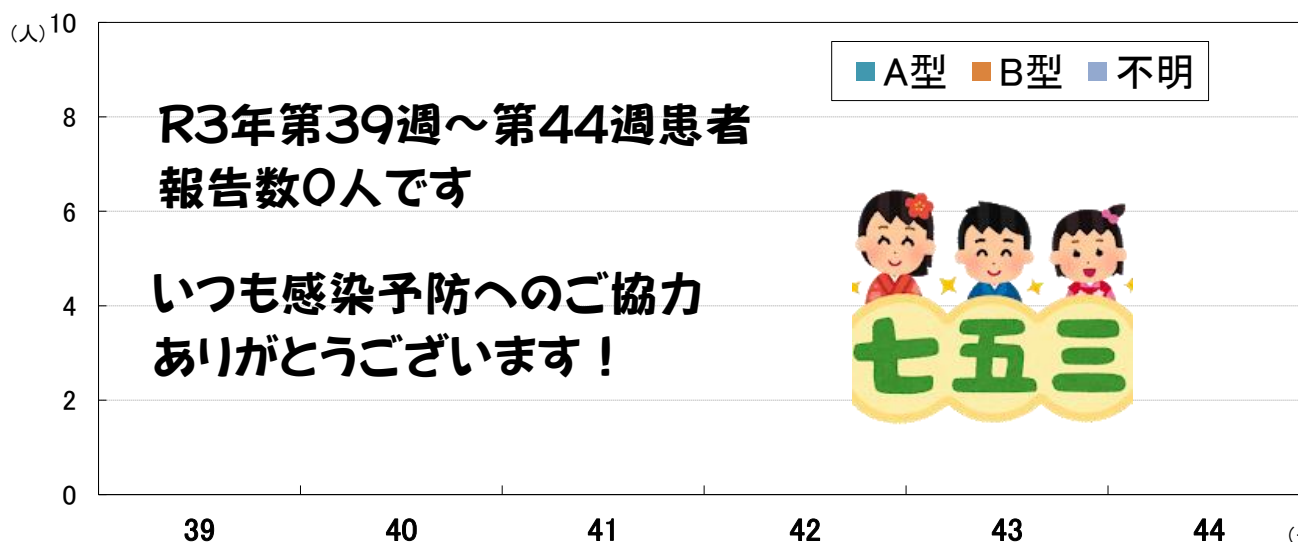 (人)
10
8
6
4
2
0
A型 B型 不明
R3年第39週～第44週患者
報告数0人です
いつも感染予防へのご協力
ありがとうございます！
七五三
39 40 41 42 43 44